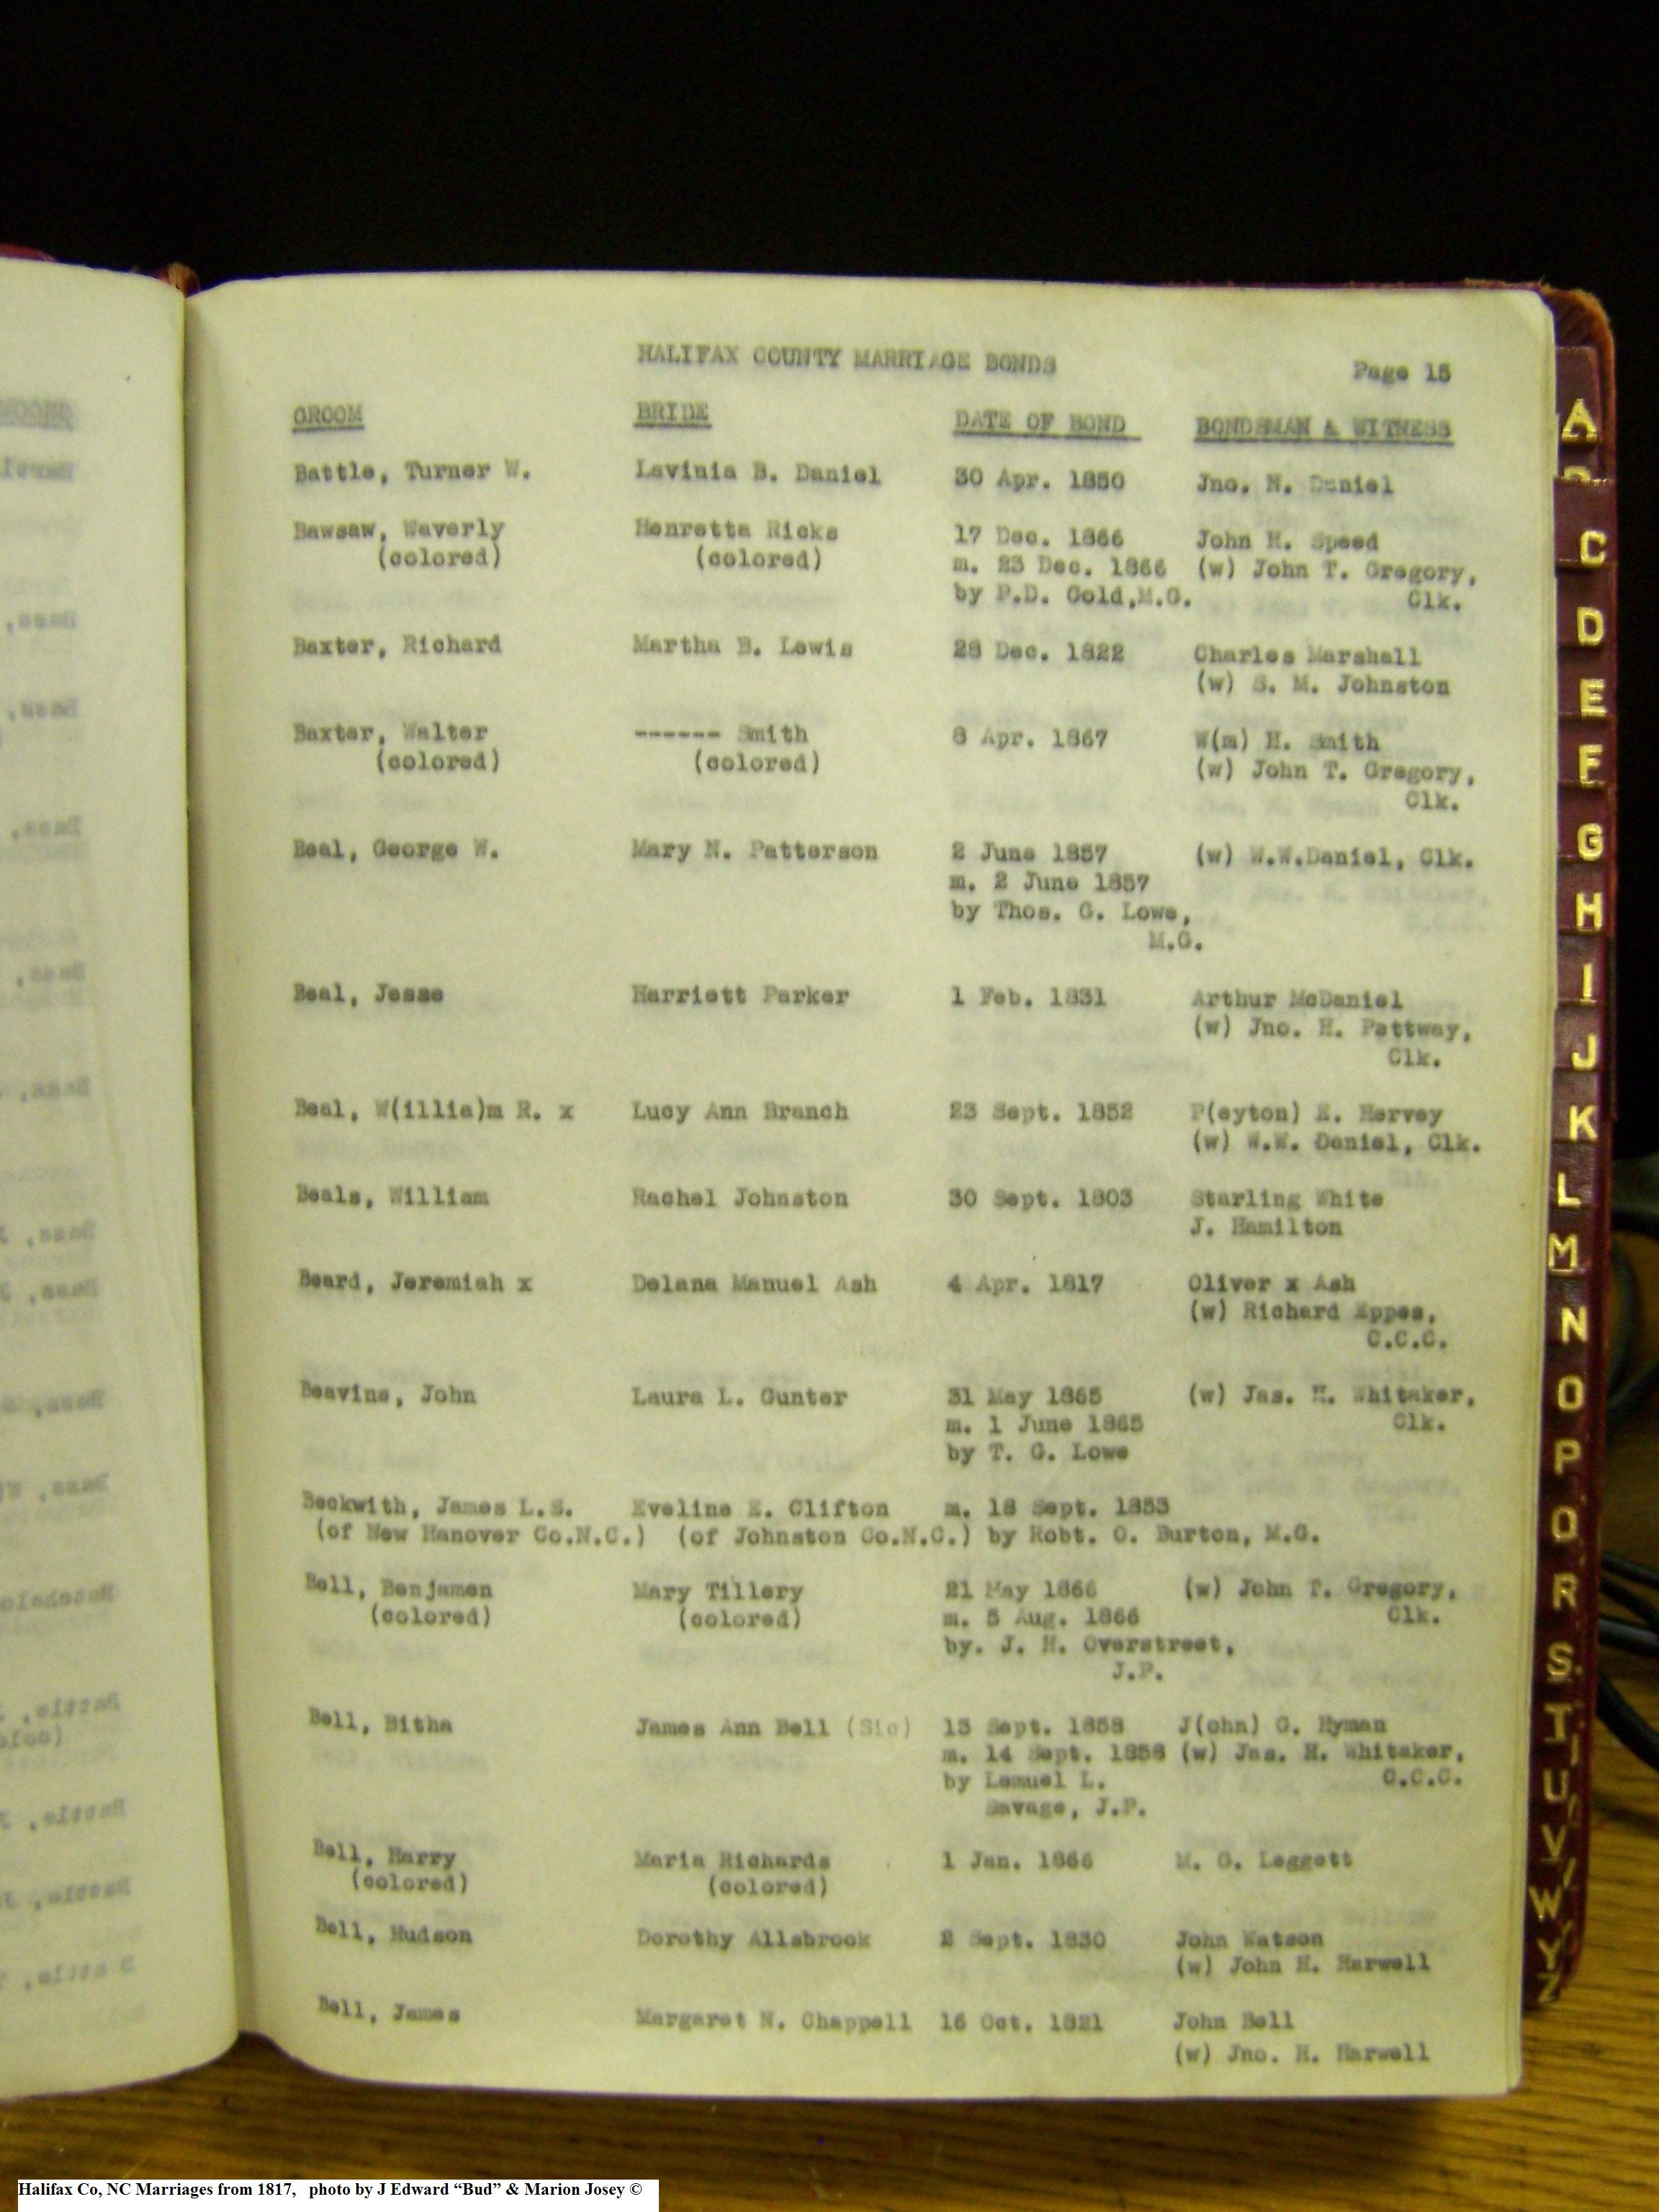 HALIFAX COUNTY MARRIAGE BONDS Page 15
GROOM BRIDE DATE OF BOND BONDSMAN & WITNESS
Battle, Turner W. Lavinia B. Daniel 30 Apr. 1850 Jno. N. Daniel
Bawsaw, Waverly Henretta Ricks 17 Dec. 1866 John H. Speed
(colored) (colored) m. 23 Dec. 1866 (w) John T. Gregory,
by P.D. Gold,M.G. Clk.
Baxter, Richard Martha B. Lewis 28 Dec. 1822 Charles Marshall
(w) S. M. Johnston
Baxter, Walter ------ Smith 8 Apr. 1867 W(m) H. Smith
(colored) (colored) (w) John T. Gregory,
Clk.
Beal, George W. Mary N. Patterson 2 June 1857 (w) W.W.Daniel, Clk.
m. 2 June 1857
by Thos. G. Lowe,
M.G.
Beal, Jesse Harriett Parker 1 Feb. 1831 Arthur McDaniel
(w) Jno. H. Pattway,
Clk.
Beal, W(illia)m R. x Lucy Ann Branch 23 Sept. 1852 P(eyton) E. Hervey
(w) W.W. Daniel, Clk.
Beals, William Rachel Johnston 30 Sept. 1803 Starling White
J. Hamilton
Beard, Jeremiah x Delana Manuel Ash 4 Apr. 1817 Oliver x Ash
(w) Richard Eppes,
C.C.C.
Beavins, John Laura L. Gunter 31 May 1865 (w) Jas. H. Whitaker,
m. 1 June 1865 Clk.
by T. G. Lowe
Beckwith, James L.S. Eveline E. Clifton m. 18 Sept. 1853
(of New Hanover Co.N.C.) (of Johnston Co.N.C.) by Robt. O. Burton, M.G.
Bell, Benjamen Mary Tillery 21 May 1866 (w) John T. Gregory,
(colored) (colored) m. 5 Aug. 1866 Clk.
by. J. H. Overstreet,
J.P.
Bell, Bitha James Ann Bell (Sic) 13 Sept. 1858 J(ohn) G. Hyman
m. 14 Sept. 1858 (w) Jas. H. Whitaker,
by Lemuel L. C.C.C.
Savage, J.P.
Bell, Harry Maria Richards 1 Jan. 1866 M. G. Leggett
(colored) (colored)
Bell, Hudson Dorothy Allsbrook 2 Sept. 1830 John Watson
(w) John H. Harwell
Bell, James Margaret N. Chappell 16 Oct. 1821 John Bell
(w) Jno. H. Harwell
A
C
D
E
F
G
H
I
J
K
L
M
N
O
P
Q
R
S
T
U
V
W
Y
Z
Halifax Co, NC Marriages from 1817, photo by J Edward “Bud” & Marion Josey ©